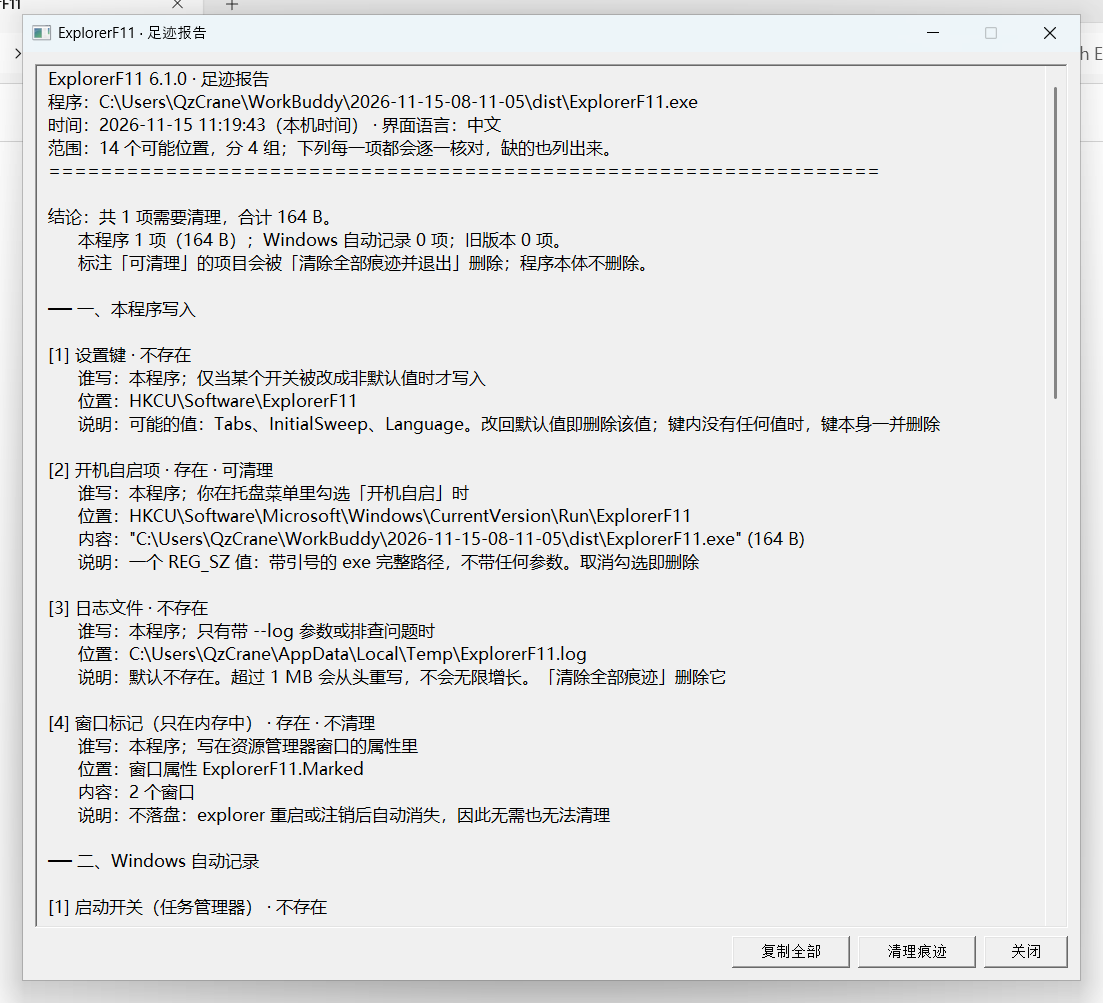 F11
ExplorerF11 · 足迹报告
h E
ExplorerF11 6.1.0 · 足迹报告
程序：C:\Users\QzCrane\WorkBuddy\2026-11-15-08-11-05\dist\ExplorerF11.exe
时间：2026-11-15 11:19:43（本机时间） · 界面语言：中文
范围：14 个可能位置，分 4 组；下列每一项都会逐一核对，缺的也列出来。
================================================================
结论：共 1 项需要清理，合计 164 B。
本程序 1 项（164 B）；Windows 自动记录 0 项；旧版本 0 项。
标注「可清理」的项目会被「清除全部痕迹并退出」删除；程序本体不删除。
── 一、本程序写入
[1] 设置键 · 不存在
谁写：本程序；仅当某个开关被改成非默认值时才写入
位置：HKCU\Software\ExplorerF11
说明：可能的值：Tabs、InitialSweep、Language。改回默认值即删除该值；键内没有任何值时，键本身一并删除
[2] 开机自启项 · 存在 · 可清理
谁写：本程序；你在托盘菜单里勾选「开机自启」时
位置：HKCU\Software\Microsoft\Windows\CurrentVersion\Run\ExplorerF11
内容："C:\Users\QzCrane\WorkBuddy\2026-11-15-08-11-05\dist\ExplorerF11.exe" (164 B)
说明：一个 REG_SZ 值：带引号的 exe 完整路径，不带任何参数。取消勾选即删除
[3] 日志文件 · 不存在
谁写：本程序；只有带 --log 参数或排查问题时
位置：C:\Users\QzCrane\AppData\Local\Temp\ExplorerF11.log
说明：默认不存在。超过 1 MB 会从头重写，不会无限增长。「清除全部痕迹」删除它
[4] 窗口标记（只在内存中） · 存在 · 不清理
谁写：本程序；写在资源管理器窗口的属性里
位置：窗口属性 ExplorerF11.Marked
内容：2 个窗口
说明：不落盘：explorer 重启或注销后自动消失，因此无需也无法清理
── 二、Windows 自动记录
[1] 启动开关（任务管理器） · 不存在
复制全部
清理痕迹
关闭